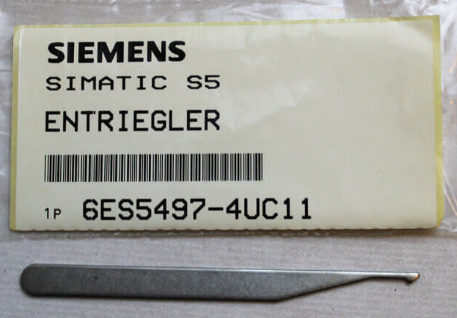 SIEMENS
SIMATIC S5
ENTRIEGLER
1P 6ES5497-4UC11